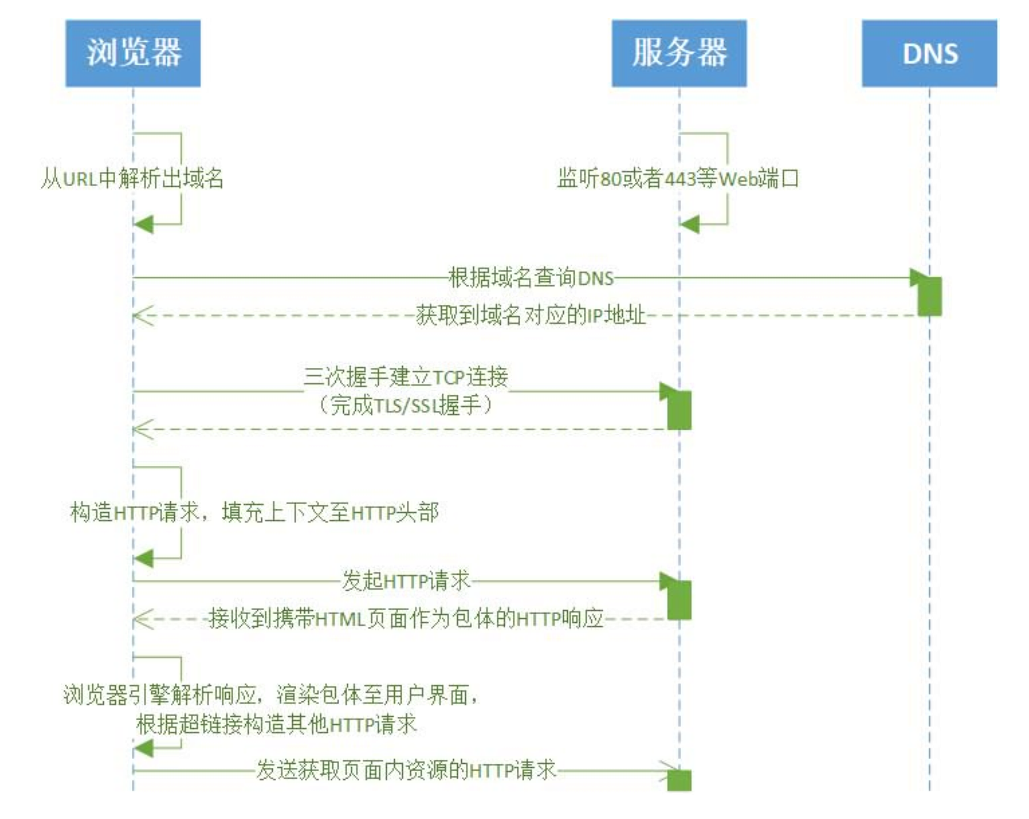 浏览器
服务器
DNS
从URL中解析出域名
监听80或者443等Web端口
根据域名查询DNS
获取到域名对应的IP地址
三次握手建立TCP连接
（完成TLS/SSL握手）
构造HTTP请求，填充上下文至HTTP头部
发起HTTP请求
接收到携带HTML页面作为包体的HTTP响应
浏览器引擎解析响应，渲染包体至用户界面，
根据超链接构造其他HTTP请求
发送获取页面内资源的HTTP请求